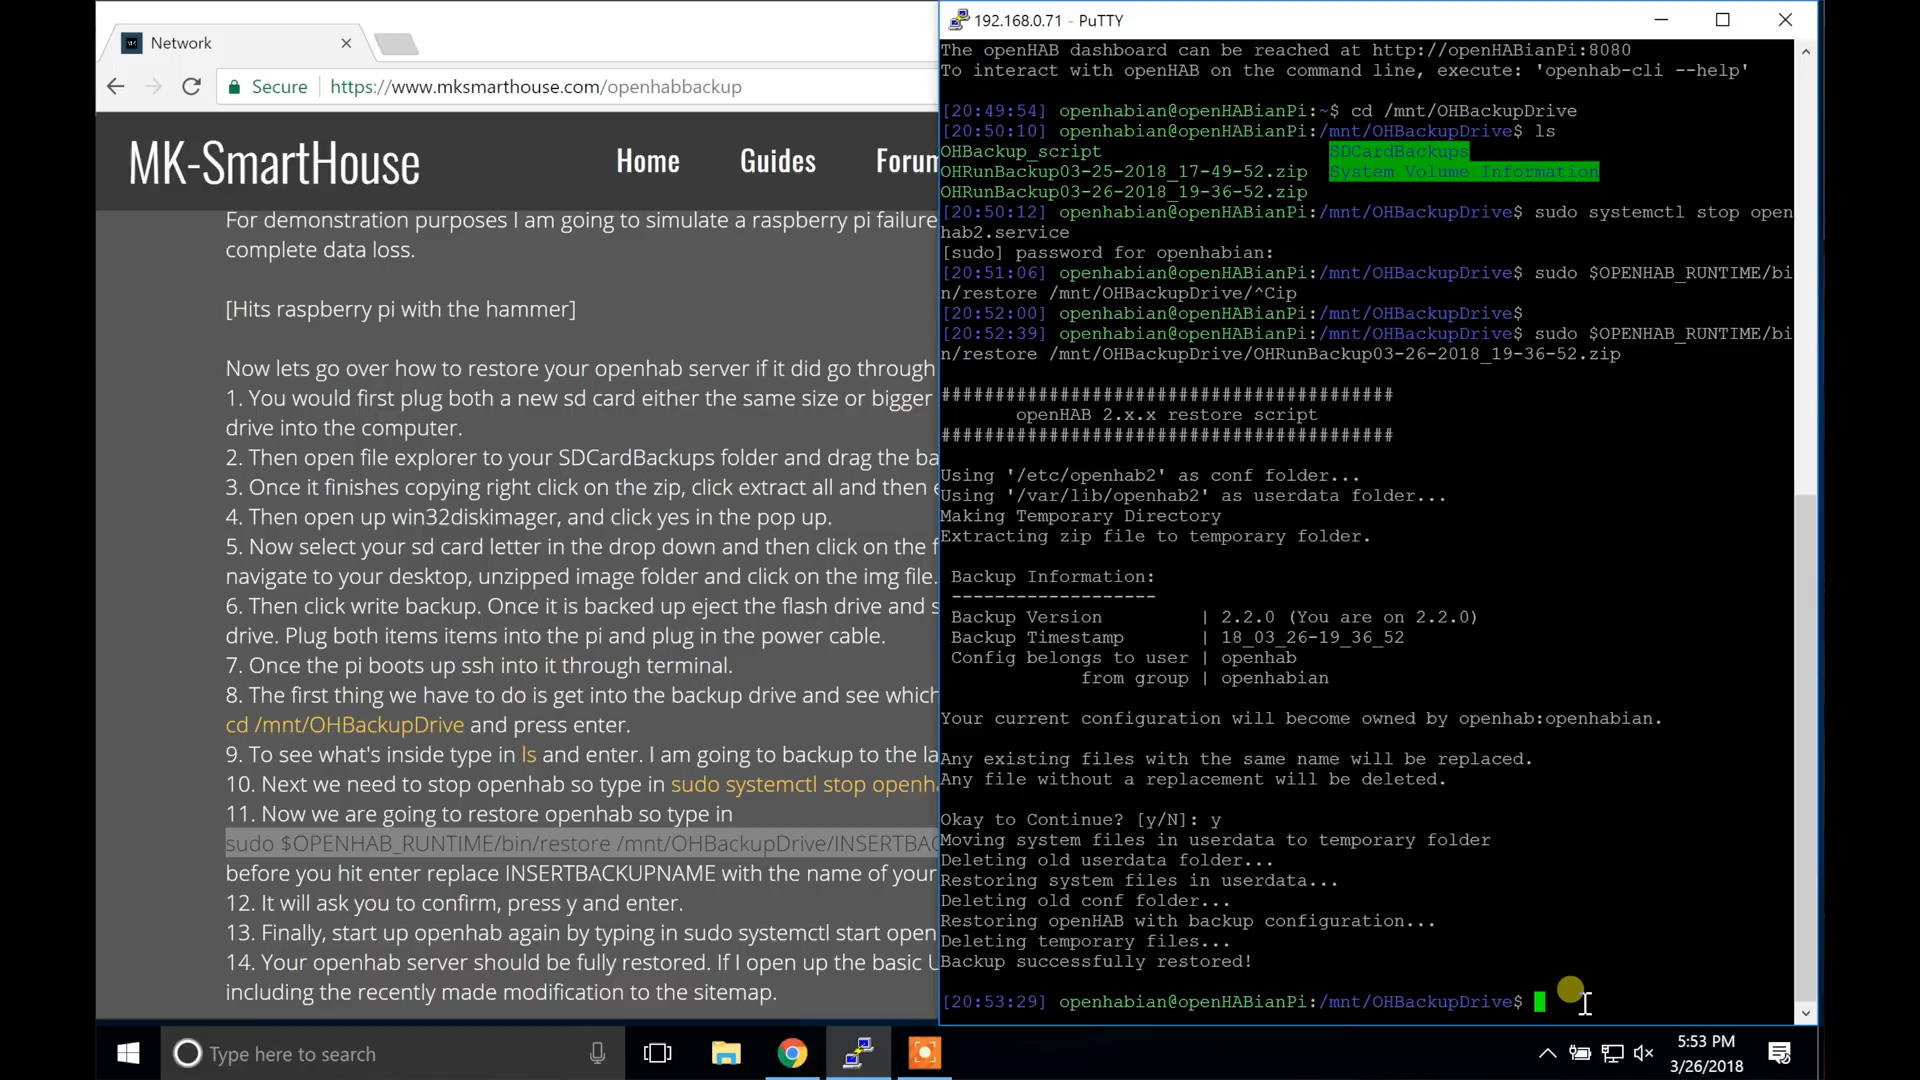 Network
Secure
https://www.mksmarthouse.com/openhabbackup
MK-SmartHouse
Home
Guides
Forum
For demonstration purposes I am going to simulate a raspberry pi failure
complete data loss.
[Hits raspberry pi with the hammer]
Now lets go over how to restore your openhab server if it did go through
1. You would first plug both a new sd card either the same size or bigger
drive into the computer.
2. Then open file explorer to your SDCardBackups folder and drag the ba
3. Once it finishes copying right click on the zip, click extract all and then e
4. Then open up win32diskimager, and click yes in the pop up.
5. Now select your sd card letter in the drop down and then click on the f
navigate to your desktop, unzipped image folder and click on the img file.
6. Then click write backup. Once it is backed up eject the flash drive and s
drive. Plug both items items into the pi and plug in the power cable.
7. Once the pi boots up ssh into it through terminal.
8. The first thing we have to do is get into the backup drive and see which
cd /mnt/OHBackupDrive and press enter.
9. To see what's inside type in ls and enter. I am going to backup to the la
10. Next we need to stop openhab so type in sudo systemctl stop openh
11. Now we are going to restore openhab so type in
sudo $OPENHAB_RUNTIME/bin/restore /mnt/OHBackupDrive/INSERTBAC
before you hit enter replace INSERTBACKUPNAME with the name of your
12. It will ask you to confirm, press y and enter.
13. Finally, start up openhab again by typing in sudo systemctl start open
14. Your openhab server should be fully restored. If I open up the basic U
including the recently made modification to the sitemap.
192.168.0.71 - PuTTY
The openHAB dashboard can be reached at http://openHABianPi:8080
To interact with openHAB on the command line, execute: 'openhab-cli --help'
[20:49:54] openhabian@openHABianPi:~$ cd /mnt/OHBackupDrive
[20:50:10] openhabian@openHABianPi:/mnt/OHBackupDrive$ ls
OHBackup_script SDCardBackups
OHRunBackup03-25-2018_17-49-52.zip System Volume Information
OHRunBackup03-26-2018_19-36-52.zip
[20:50:12] openhabian@openHABianPi:/mnt/OHBackupDrive$ sudo systemctl stop open
hab2.service
[sudo] password for openhabian:
[20:51:06] openhabian@openHABianPi:/mnt/OHBackupDrive$ sudo $OPENHAB_RUNTIME/bi
n/restore /mnt/OHBackupDrive/^Cip
[20:52:00] openhabian@openHABianPi:/mnt/OHBackupDrive$
[20:52:39] openhabian@openHABianPi:/mnt/OHBackupDrive$ sudo $OPENHAB_RUNTIME/bi
n/restore /mnt/OHBackupDrive/OHRunBackup03-26-2018_19-36-52.zip
##########################################
openHAB 2.x.x restore script
##########################################
Using '/etc/openhab2' as conf folder...
Using '/var/lib/openhab2' as userdata folder...
Making Temporary Directory
Extracting zip file to temporary folder.
Backup Information:
-------------------
Backup Version | 2.2.0 (You are on 2.2.0)
Backup Timestamp | 18_03_26-19_36_52
Config belongs to user | openhab
from group | openhabian
Your current configuration will become owned by openhab:openhabian.
Any existing files with the same name will be replaced.
Any file without a replacement will be deleted.
Okay to Continue? [y/N]: y
Moving system files in userdata to temporary folder
Deleting old userdata folder...
Restoring system files in userdata...
Deleting old conf folder...
Restoring openHAB with backup configuration...
Deleting temporary files...
Backup successfully restored!
[20:53:29] openhabian@openHABianPi:/mnt/OHBackupDrive$
Type here to search
5:53 PM
3/26/2018